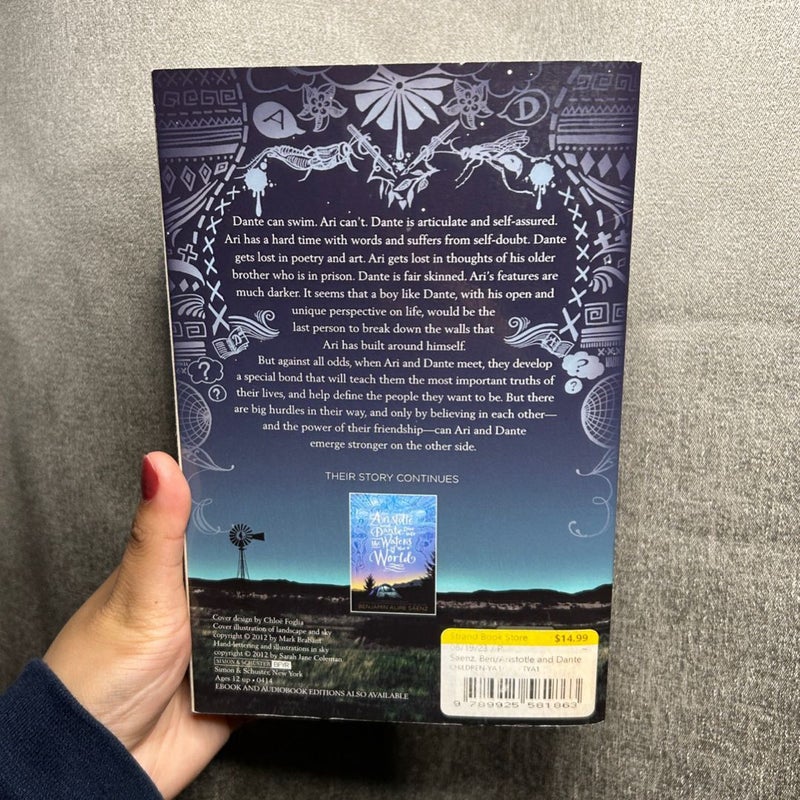 A
D
Dante can swim. Ari can't. Dante is articulate and self-assured.
Ari has a hard time with words and suffers from self-doubt. Dante
gets lost in poetry and art. Ari gets lost in thoughts of his older
brother who is in prison. Dante is fair skinned. Ari's features are
much darker. It seems that a boy like Dante, with his open and
unique perspective on life, would be the
last person to break down the walls that
Ari has built around himself.
But against all odds, when Ari and Dante meet, they develop
a special bond that will teach them the most important truths of
their lives, and help define the people they want to be. But there
are big hurdles in their way, and only by believing in each other—
and the power of their friendship—can Ari and Dante
emerge stronger on the other side.
?
?
THEIR STORY CONTINUES
Aristotle
and Dante Dive into
the Waters
of the
World
BENJAMIN ALIRE SÁENZ
Cover design by Chloë Foglia
Cover illustration of landscape and sky
copyright © 2012 by Mark Brabant
Hand-lettering and illustrations in sky
copyright © 2012 by Sarah Jane Coleman
SIMON & SCHUSTER BFYR
Simon & Schuster, New York
Ages 12 up • 0414
EBOOK AND AUDIOBOOK EDITIONS ALSO AVAILABLE
Strand Book Store $14.99
06/19/23
Saenz, Benj/Aristotle and Dante
CHILDREN-YA1 TYA1
9 789925 581863